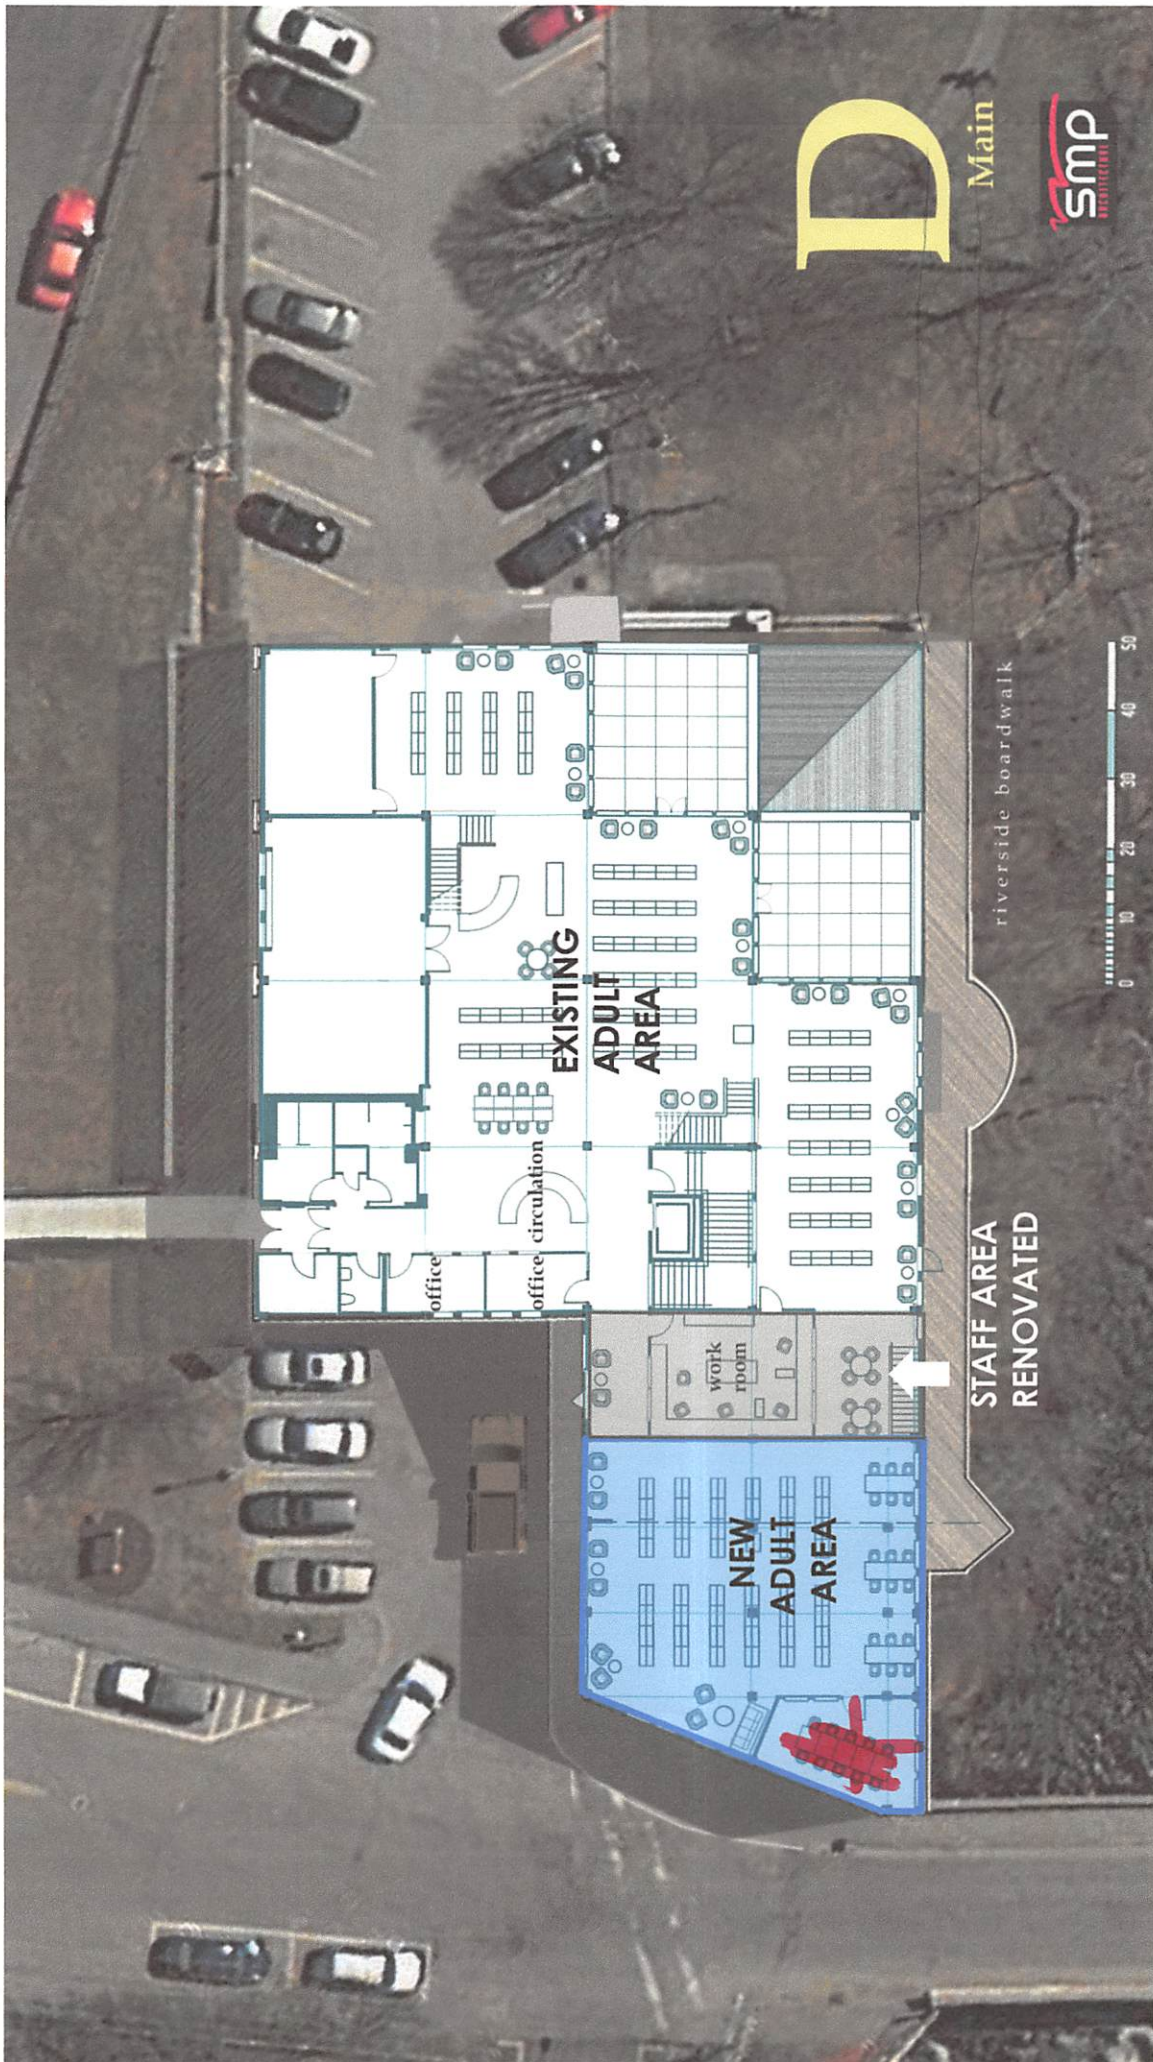 D
Main
smp
ARCHITECTURE
riverside boardwalk
0 10 20 30 40 50
EXISTING
ADULT
AREA
circulation
office
office
work
room
STAFF AREA
RENOVATED
NEW
ADULT
AREA